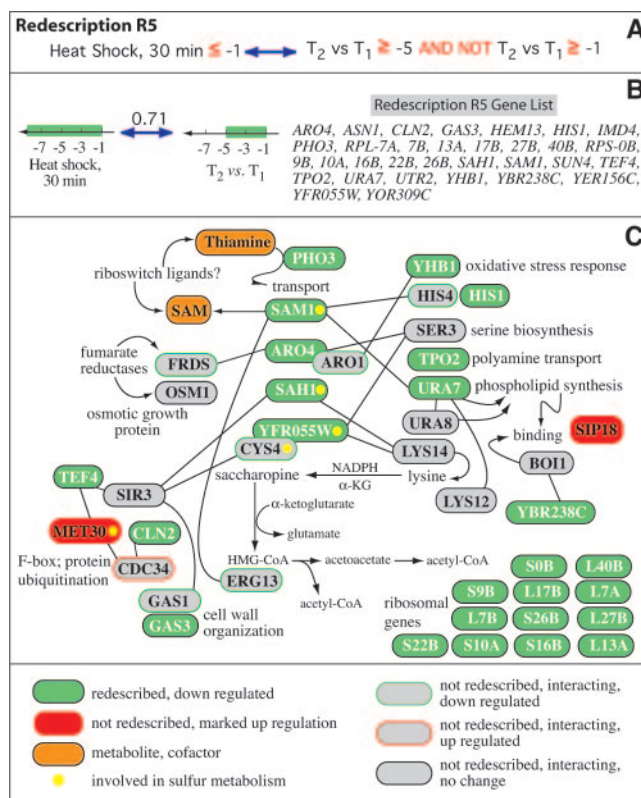 Redescription R5
A
Heat Shock, 30 min ≤ -1 T2 vs T1 ≥ -5 AND NOT T2 vs T1 ≥ -1
B
0.71
-7 -5 -3 -1
Heat shock,
30 min
-7 -5 -3 -1
T2 vs. T1
Redescription R5 Gene List
ARO4, ASN1, CLN2, GAS3, HEM13, HIS1, IMD4,
PHO3, RPL-7A, 7B, 13A, 17B, 27B, 40B, RPS-0B,
9B, 10A, 16B, 22B, 26B, SAH1, SAM1, SUN4, TEF4,
TPO2, URA7, UTR2, YHB1, YBR238C, YER156C,
YFR055W, YOR309C
C
Thiamine
PHO3
riboswitch ligands?
transport
SAM
SAM1
YHB1
oxidative stress response
HIS4
HIS1
SER3
serine biosynthesis
fumarate
reductases
FRDS
ARO4
ARO1
TPO2
polyamine transport
OSM1
osmotic growth
protein
SAH1
URA7
phospholipid synthesis
URA8
YFR055W
CYS4
LYS14
binding
SIP18
BOI1
saccharopine
NADPH
α-KG
lysine
LYS12
YBR238C
TEF4
SIR3
α-ketoglutarate
glutamate
MET30
CLN2
F-box; protein
ubiquitination
CDC34
HMG-CoA
acetoacetate
acetyl-CoA
ERG13
acetyl-CoA
GAS1
GAS3
cell wall
organization
ribosomal
genes
S0B L40B
S9B L17B L7A
L7B S26B L27B
S22B S10A S16B L13A
redescribed, down regulated
not redescribed, marked up regulation
metabolite, cofactor
involved in sulfur metabolism
not redescribed, interacting,
down regulated
not redescribed, interacting,
up regulated
not redescribed, interacting,
no change